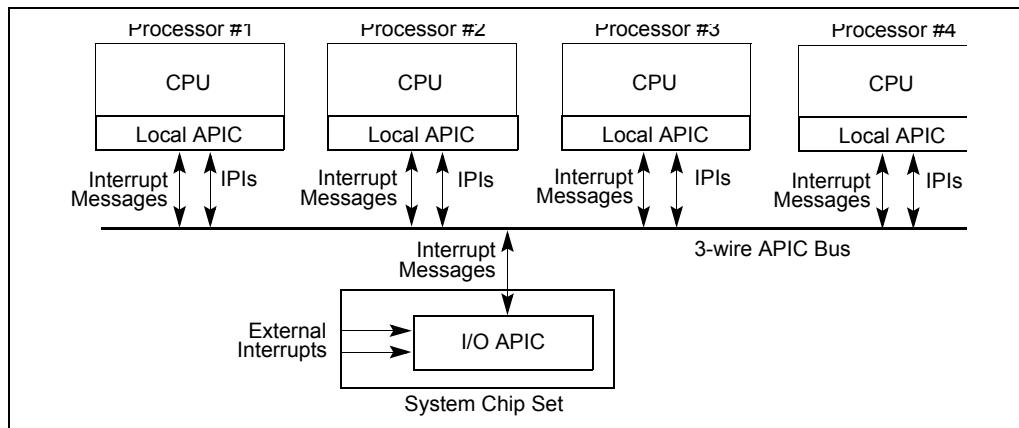 Processor #1
Processor #2
Processor #3
Processor #4
CPU
CPU
CPU
CPU
Local APIC
Local APIC
Local APIC
Local APIC
Interrupt
Messages
IPIs
Interrupt
Messages
IPIs
Interrupt
Messages
IPIs
Interrupt
Messages
IPIs
Interrupt
Messages
3-wire APIC Bus
External
Interrupts
I/O APIC
System Chip Set